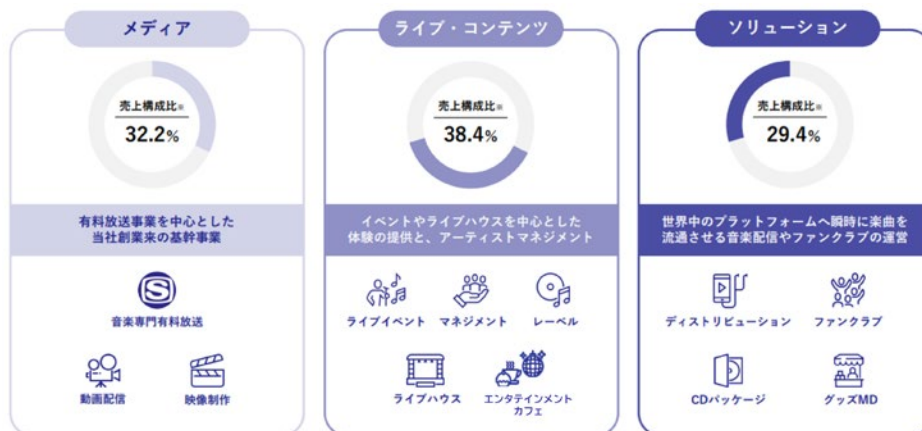 メディア
売上構成比※
32.2%
有料放送事業を中心とした
当社創業来の基幹事業
S
音楽専門有料放送
動画配信
映像制作
ライブ・コンテンツ
売上構成比※
38.4%
イベントやライブハウスを中心とした
体験の提供と、アーティストマネジメント
ライブイベント
マネジメント
レーベル
ライブハウス
エンタテインメント
カフェ
ソリューション
売上構成比※
29.4%
世界中のプラットフォームへ瞬時に楽曲を
流通させる音楽配信やファンクラブの運営
ディストリビューション
ファンクラブ
CDパッケージ
グッズMD